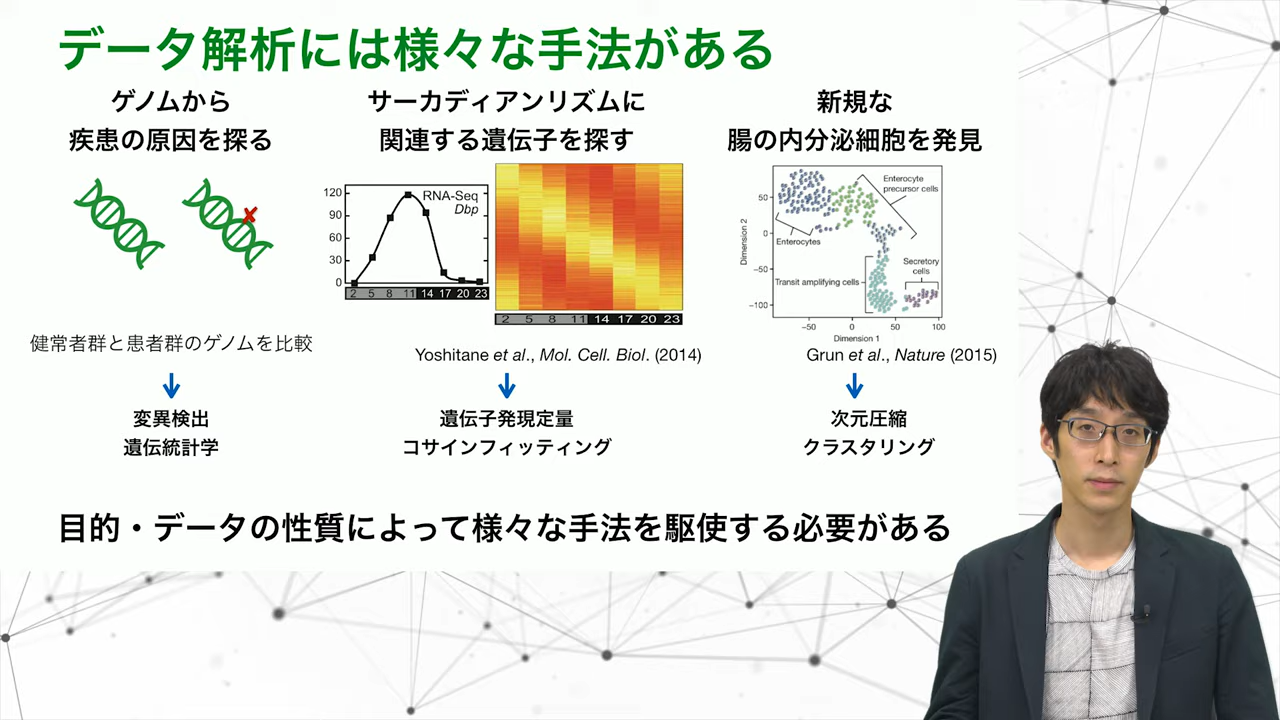 データ解析には様々な手法がある
ゲノムから
疾患の原因を探る
健常者群と患者群のゲノムを比較
変異検出
遺伝統計学
サーカディアンリズムに
関連する遺伝子を探す
RNA-Seq
Dbp
120
90
60
30
0
2 5 8 11 14 17 20 23
2 5 8 11 14 17 20 23
Yoshitane et al., Mol. Cell. Biol. (2014)
遺伝子発現定量
コサインフィッティング
新規な
腸の内分泌細胞を発見
Enterocyte
precursor cells
Enterocytes
Transit amplifying cells
Secretory
cells
Dimension 2
50
0
−50
−100
−50 0 50 100
Dimension 1
Grun et al., Nature (2015)
次元圧縮
クラスタリング
目的・データの性質によって様々な手法を駆使する必要がある